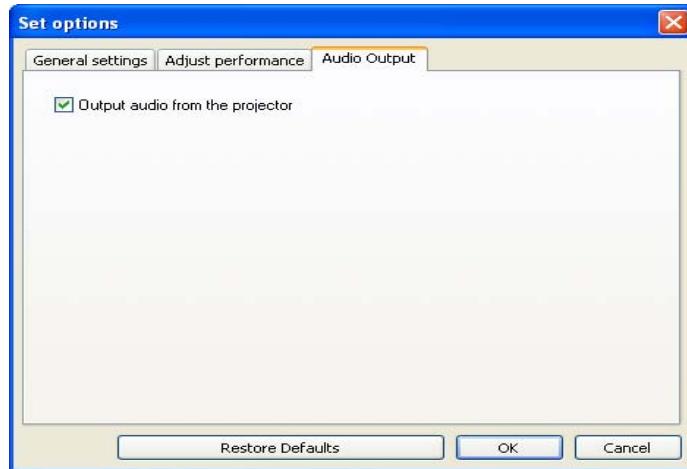 Set options
General settings Adjust performance Audio Output
Output audio from the projector
Restore Defaults OK Cancel